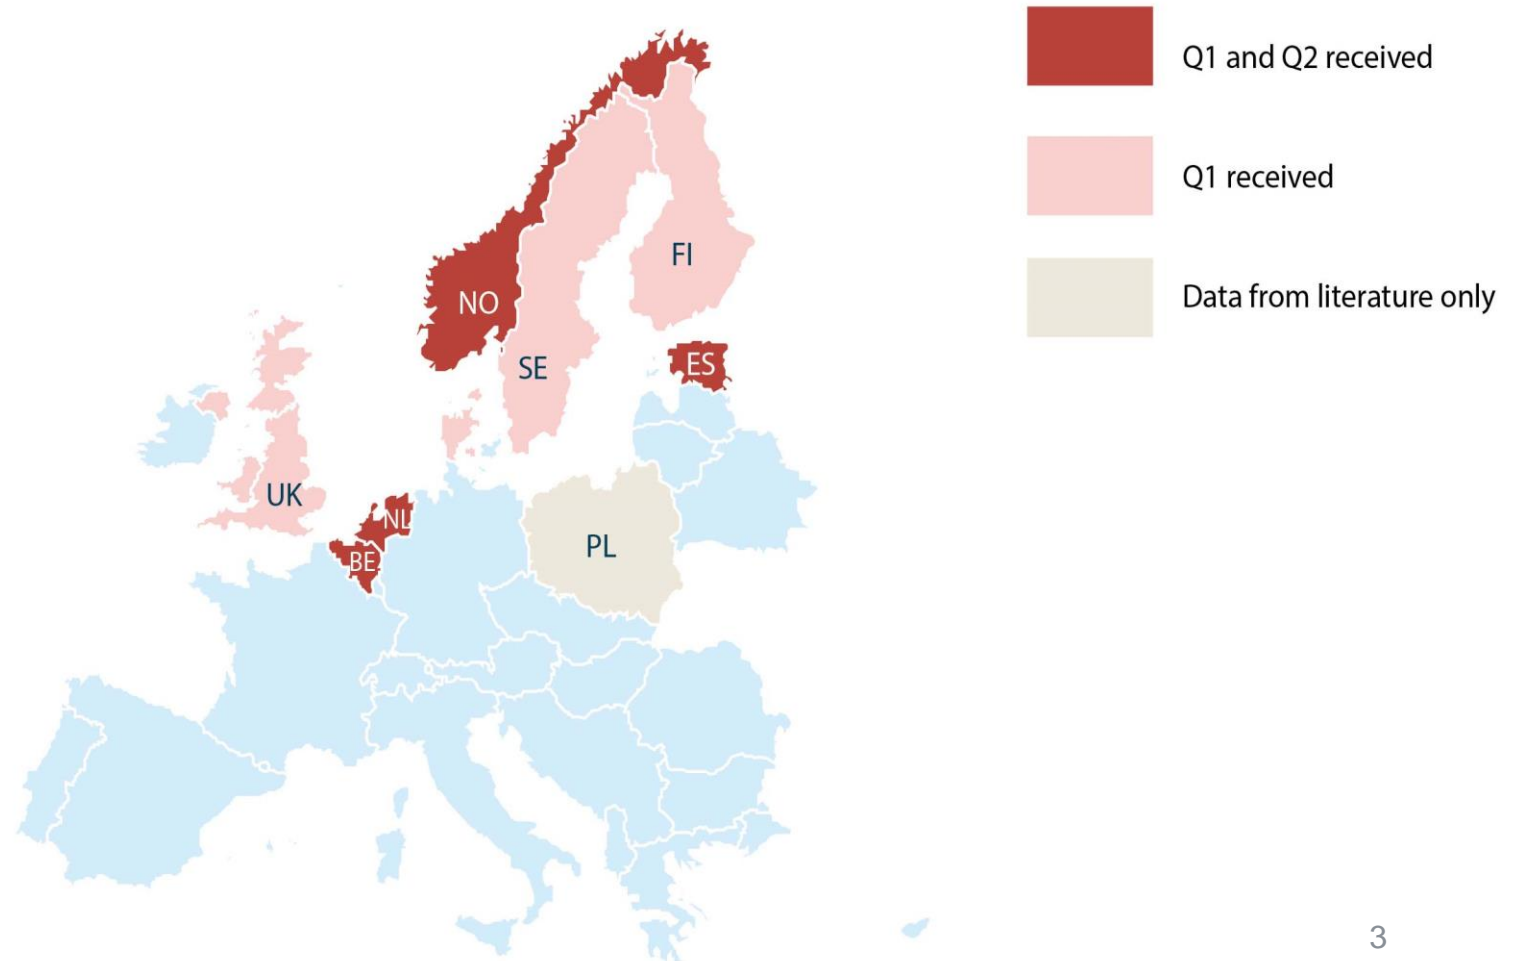 Q1 and Q2 received
Q1 received
FI
Data from literature only
NO
ES
SE
UK
NL
PL
BE
3